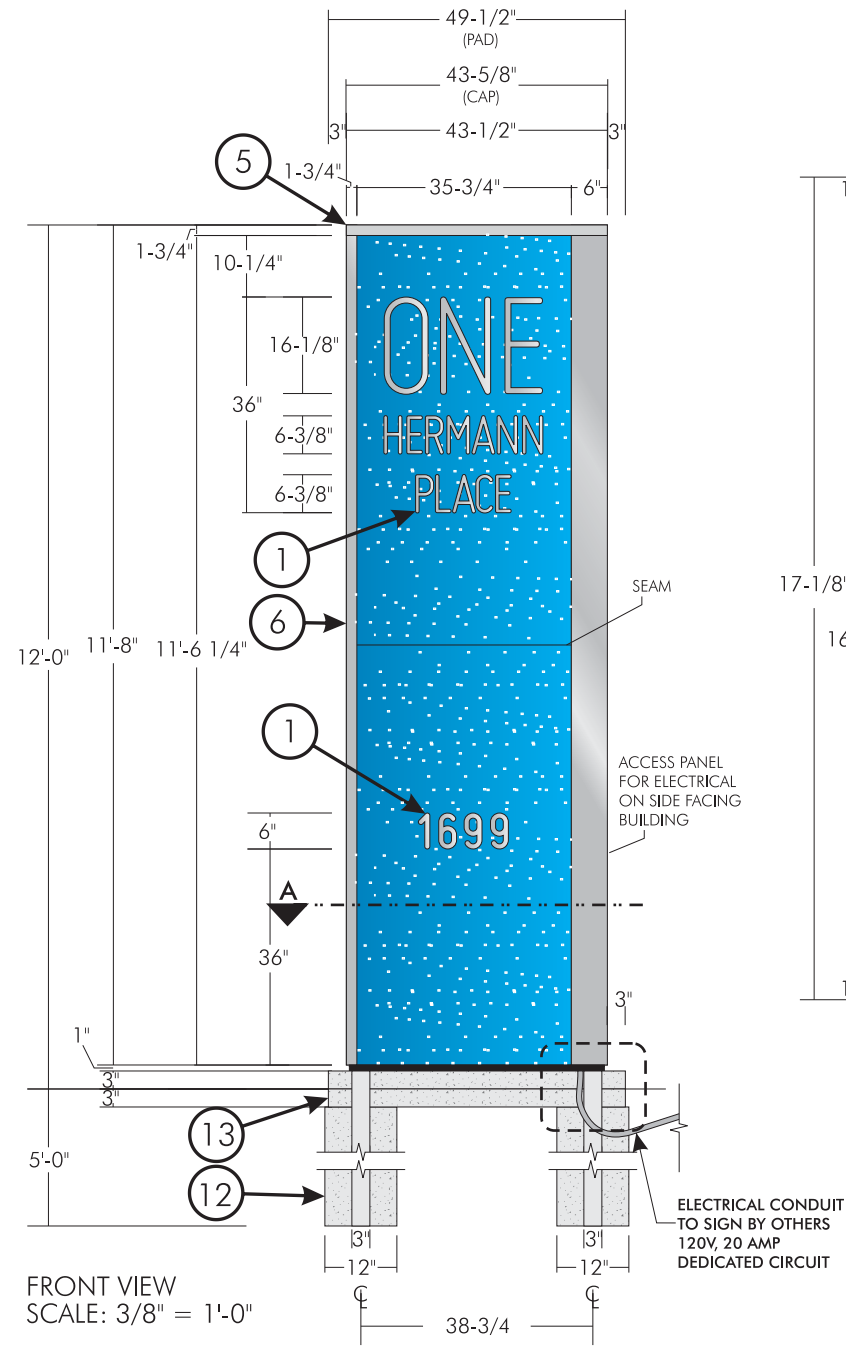 49-1/2"
(PAD)
43-5/8"
(CAP)
3"
43-1/2"
3"
5
1-3/4"
35-3/4"
6"
1-3/4"
10-1/4"
16-1/8"
36"
6-3/8"
6-3/8"
ONE
HERMANN
PLACE
1
6
SEAM
17-1/8"
12'-0"
11'-8"
11'-6 1/4"
16
1
1
ACCESS PANEL
FOR ELECTRICAL
ON SIDE FACING
BUILDING
6"
1699
A
36"
1
3"
1"
3"
3"
13
5'-0"
12
ELECTRICAL CONDUIT
TO SIGN BY OTHERS
120V, 20 AMP
DEDICATED CIRCUIT
3"
3"
12"
12"
FRONT VIEW
SCALE: 3/8" = 1'-0"
℄
℄
38-3/4